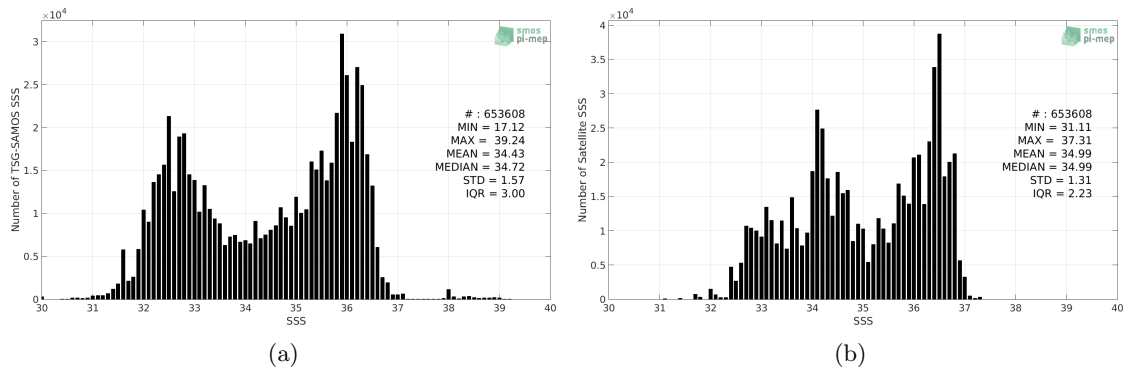 ×10⁴
3
2.5
2
1.5
1
0.5
0
Number of TSG-SAMOS SSS
30 31 32 33 34 35 36 37 38 39 40
SSS
smos
pi-mep
# : 653608
MIN = 17.12
MAX = 39.24
MEAN = 34.43
MEDIAN = 34.72
STD = 1.57
IQR = 3.00
(a)
×10⁴
4
3.5
3
2.5
2
1.5
1
0.5
0
Number of Satellite SSS
30 31 32 33 34 35 36 37 38 39 40
SSS
smos
pi-mep
# : 653608
MIN = 31.11
MAX = 37.31
MEAN = 34.99
MEDIAN = 34.99
STD = 1.31
IQR = 2.23
(b)